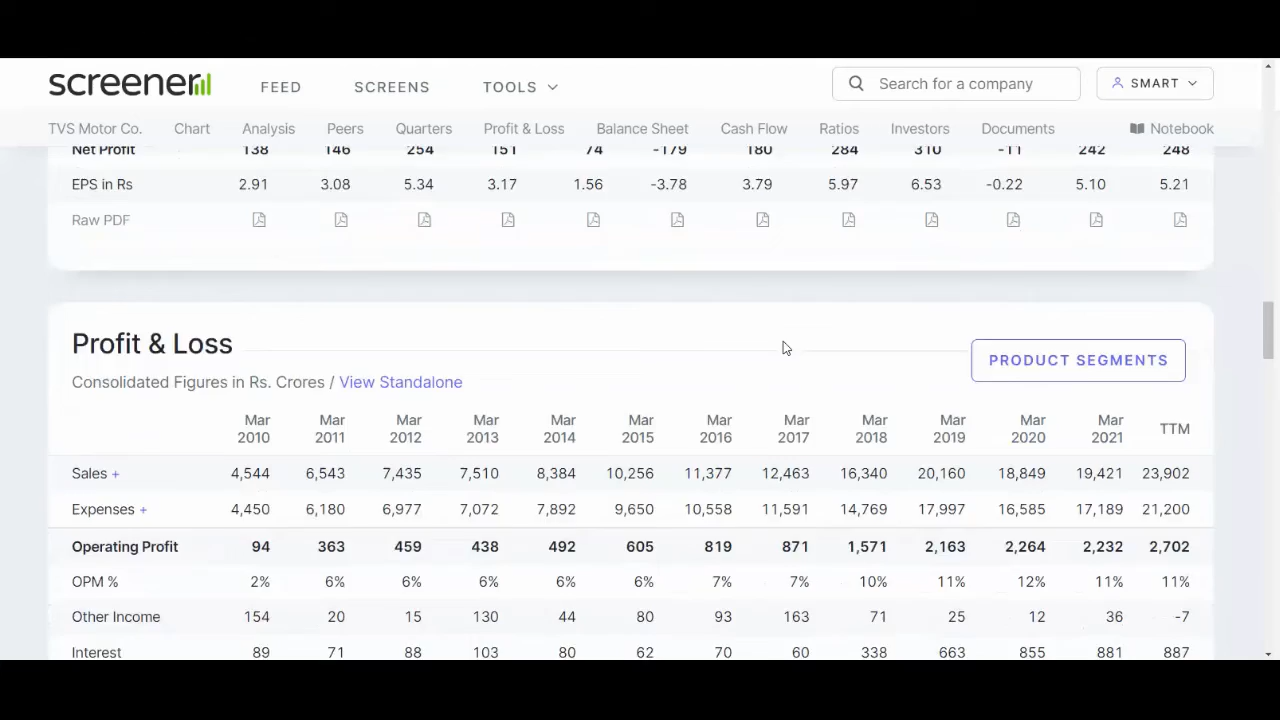 screener FEED SCREENS TOOLS Search for a company SMART
TVS Motor Co. Chart Analysis Peers Quarters Profit & Loss Balance Sheet Cash Flow Ratios Investors Documents Notebook
Net Profit 138 146 254 151 74 -179 180 284 310 -11 242 248
EPS in Rs 2.91 3.08 5.34 3.17 1.56 -3.78 3.79 5.97 6.53 -0.22 5.10 5.21
Raw PDF
Profit & Loss
PRODUCT SEGMENTS
Consolidated Figures in Rs. Crores / View Standalone
Mar Mar Mar Mar Mar Mar Mar Mar Mar Mar Mar Mar
2010 2011 2012 2013 2014 2015 2016 2017 2018 2019 2020 2021 TTM
Sales + 4,544 6,543 7,435 7,510 8,384 10,256 11,377 12,463 16,340 20,160 18,849 19,421 23,902
Expenses + 4,450 6,180 6,977 7,072 7,892 9,650 10,558 11,591 14,769 17,997 16,585 17,189 21,200
Operating Profit 94 363 459 438 492 605 819 871 1,571 2,163 2,264 2,232 2,702
OPM % 2% 6% 6% 6% 6% 6% 7% 7% 10% 11% 12% 11% 11%
Other Income 154 20 15 130 44 80 93 163 71 25 12 36 -7
Interest 89 71 88 103 80 62 70 60 338 663 855 881 887